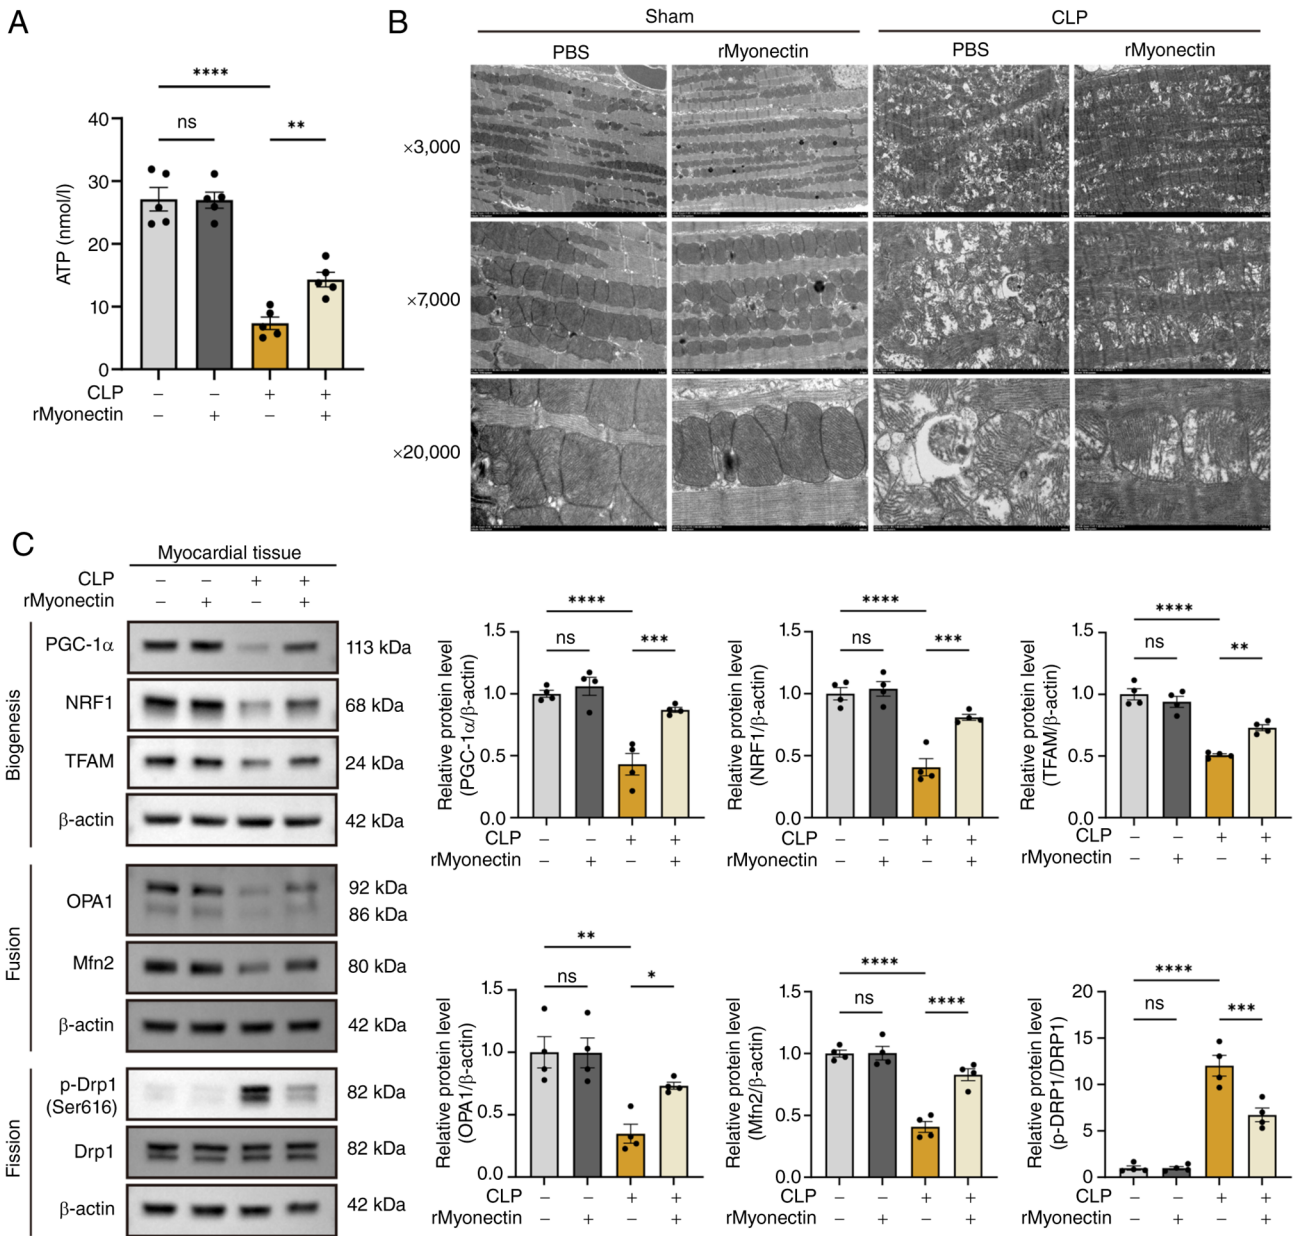 A
****
ns
**
40
30
20
10
0
ATP (nmol/l)
CLP − − + +
rMyonectin − + − +
B
Sham CLP
PBS rMyonectin PBS rMyonectin
×3,000
×7,000
×20,000
C
Myocardial tissue
CLP − − + +
rMyonectin − + − +
Biogenesis
PGC-1α 113 kDa
NRF1 68 kDa
TFAM 24 kDa
β-actin 42 kDa
Fusion
OPA1 92 kDa
86 kDa
Mfn2 80 kDa
β-actin 42 kDa
Fission
p-Drp1
(Ser616) 82 kDa
Drp1 82 kDa
β-actin 42 kDa
****
ns ***
1.5
1.0
0.5
0.0
Relative protein level
(PGC-1α/β-actin)
CLP − − + +
rMyonectin − + − +
****
ns ***
1.5
1.0
0.5
0.0
Relative protein level
(NRF1/β-actin)
CLP − − + +
rMyonectin − + − +
****
ns **
1.5
1.0
0.5
0.0
Relative protein level
(TFAM/β-actin)
CLP − − + +
rMyonectin − + − +
**
ns *
1.5
1.0
0.5
0.0
Relative protein level
(OPA1/β-actin)
CLP − − + +
rMyonectin − + − +
****
ns ****
1.5
1.0
0.5
0.0
Relative protein level
(Mfn2/β-actin)
CLP − − + +
rMyonectin − + − +
****
ns ***
20
15
10
5
0
Relative protein level
(p-DRP1/DRP1)
CLP − − + +
rMyonectin − + − +